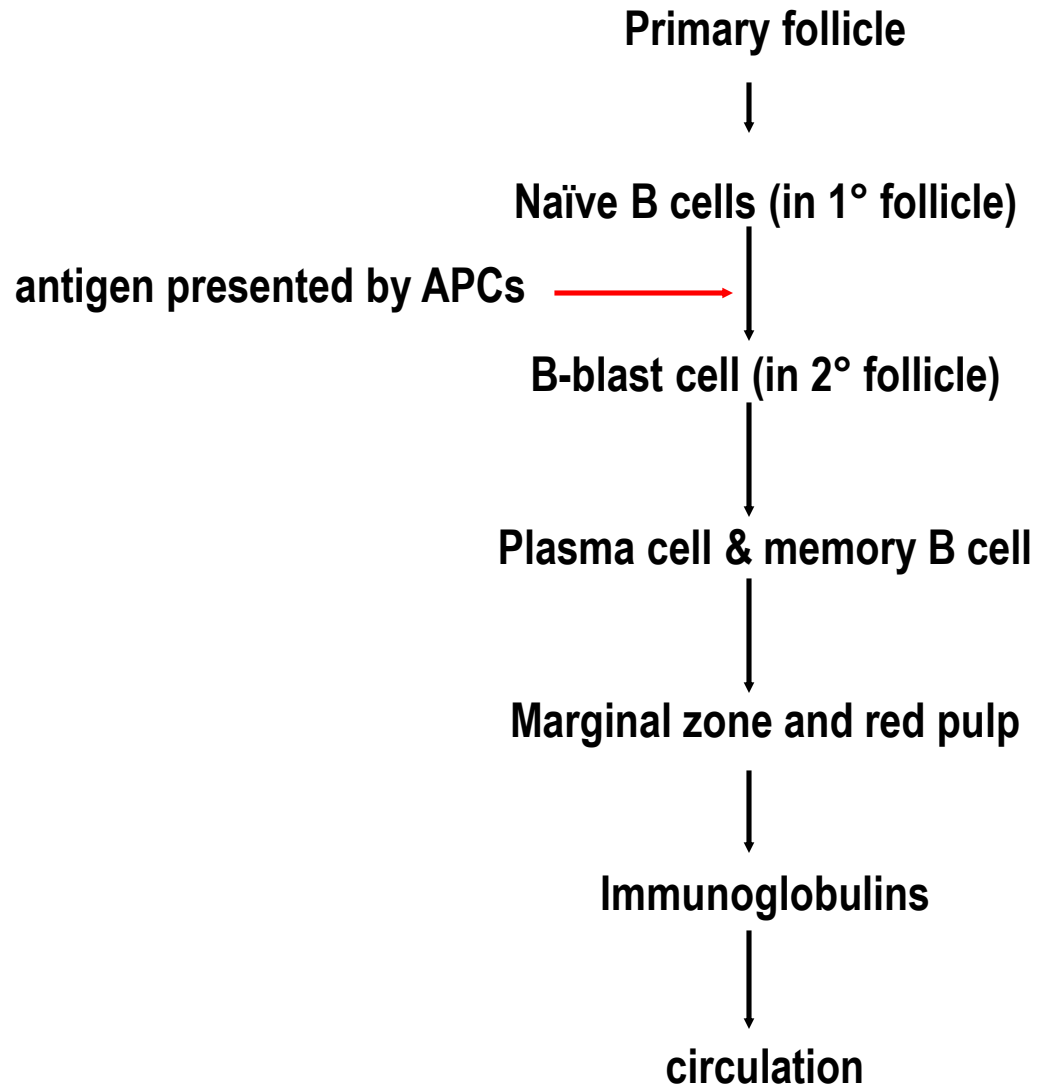 Primary follicle
Naïve B cells (in 1° follicle)
antigen presented by APCs
B-blast cell (in 2° follicle)
Plasma cell & memory B cell
Marginal zone and red pulp
Immunoglobulins
circulation